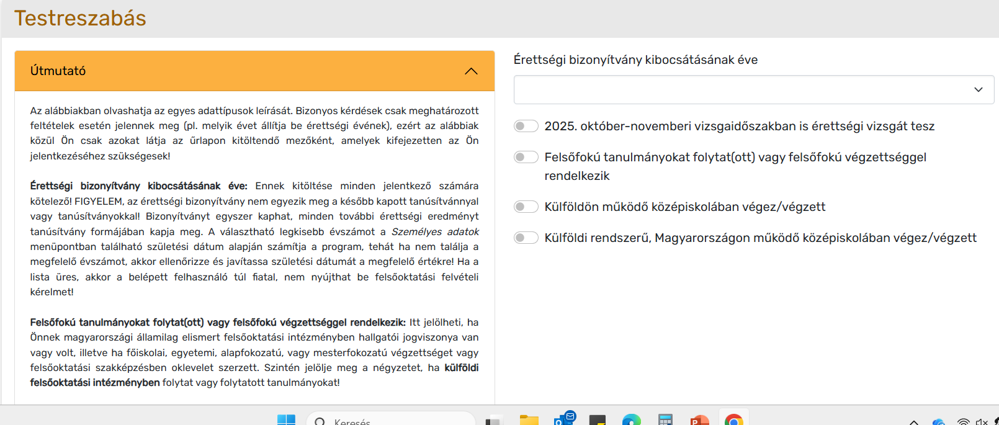 Testreszabás
Útmutató
Az alábbiakban olvashatja az egyes adattípusok leírását. Bizonyos kérdések csak meghatározott
feltételek esetén jelennek meg (pl. melyik évet állítja be érettségi évének), ezért az alábbiak
közül Ön csak azokat látja az űrlapon kitöltendő mezőként, amelyek kifejezetten az Ön
jelentkezéséhez szükségesek!
Érettségi bizonyítvány kibocsátásának éve: Ennek kitöltése minden jelentkező számára
kötelező! FIGYELEM, az érettségi bizonyítvány nem egyezik meg a később kapott tanúsítvánnyal
vagy tanúsítványokkal! Bizonyítványt egyszer kaphat, minden további érettségi eredményt
tanúsítvány formájában kapja meg. A választható legkisebb évszámot a Személyes adatok
menüpontban található születési dátum alapján számítja a program, tehát ha nem találja a
megfelelő évszámot, akkor ellenőrizze és javítassa születési dátumát a megfelelő értékre! Ha a
lista üres, akkor a belépett felhasználó túl fiatal, nem nyújthat be felsőoktatási felvételi
kérelmet!
Felsőfokú tanulmányokat folytat(ott) vagy felsőfokú végzettséggel rendelkezik: Itt jelölheti, ha
Önnek magyarországi államilag elismert felsőoktatási intézményben hallgatói jogviszonya van
vagy volt, illetve ha főiskolai, egyetemi, alapfokozatú, vagy mesterfokozatú végzettséget vagy
felsőoktatási szakképzésben oklevelet szerzett. Szintén jelölje meg a négyzetet, ha külföldi
felsőoktatási intézményben folytat vagy folytatott tanulmányokat!
Érettségi bizonyítvány kibocsátásának éve
2025. október-novemberi vizsgaidőszakban is érettségi vizsgát tesz
Felsőfokú tanulmányokat folytat(ott) vagy felsőfokú végzettséggel
rendelkezik
Külföldön működő középiskolában végez/végzett
Külföldi rendszerű, Magyarországon működő középiskolában végez/végzett
Keresés